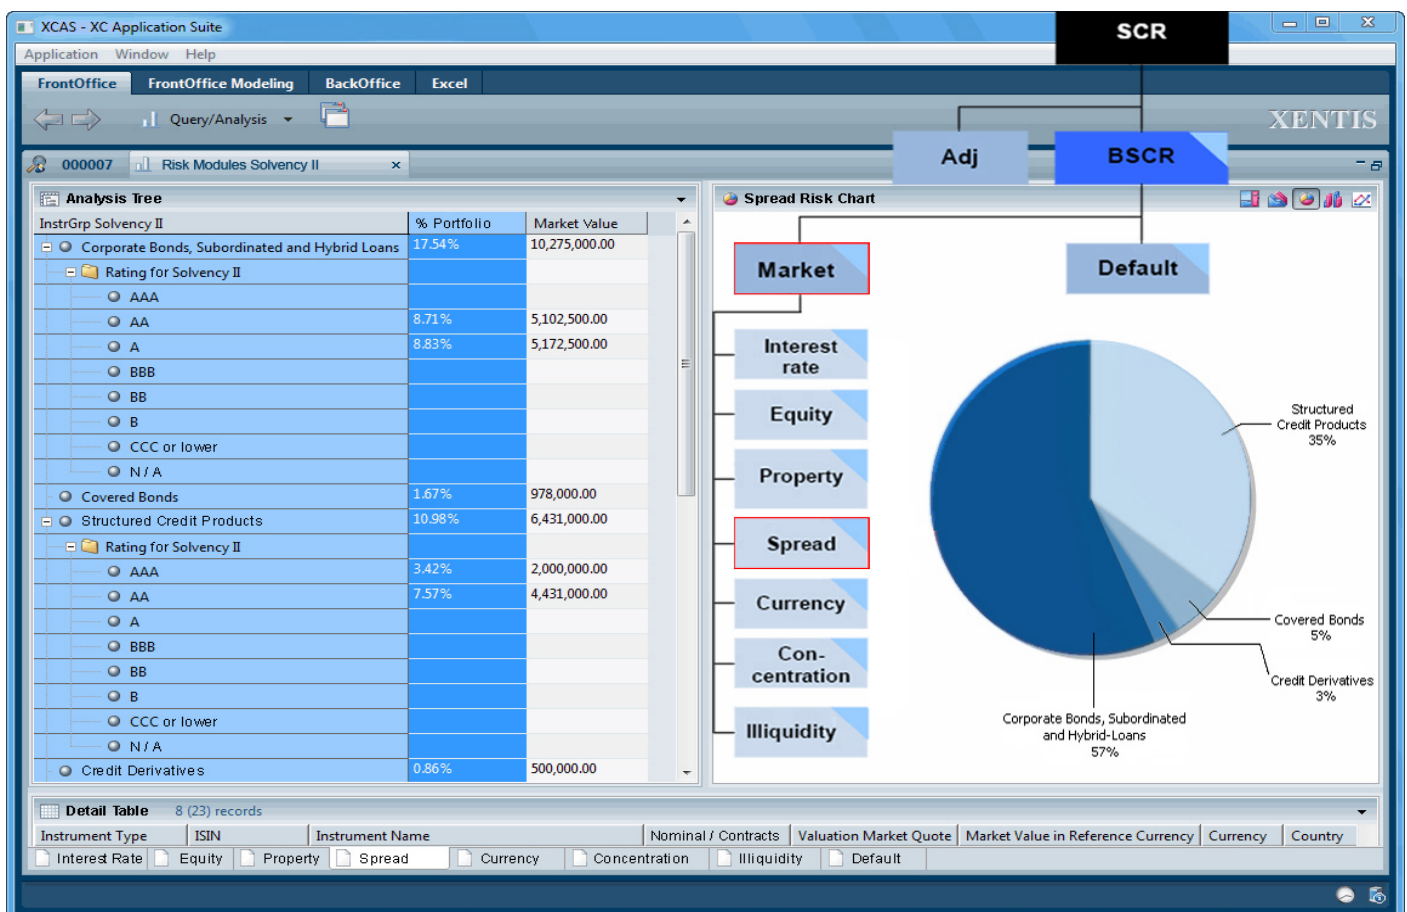 XCAS - XC Application Suite
SCR
Application Window Help
FrontOffice FrontOffice Modeling BackOffice Excel
Query/Analysis
XENTIS
Adj
BSCR
000007 Risk Modules Solvency II x
Analysis Tree
InstrGrp Solvency II % Portfolio Market Value
Corporate Bonds, Subordinated and Hybrid Loans 17.54% 10,275,000.00
Rating for Solvency II
AAA
AA 8.71% 5,102,500.00
A 8.83% 5,172,500.00
BBB
BB
B
CCC or lower
N / A
Covered Bonds 1.67% 978,000.00
Structured Credit Products 10.98% 6,431,000.00
Rating for Solvency II
AAA 3.42% 2,000,000.00
AA 7.57% 4,431,000.00
A
BBB
BB
B
CCC or lower
N / A
Credit Derivatives 0.86% 500,000.00
Spread Risk Chart
Market
Default
Interest
rate
Equity
Property
Spread
Currency
Con-
centration
Illiquidity
Structured
Credit Products
35%
Covered Bonds
5%
Credit Derivatives
3%
Corporate Bonds, Subordinated
and Hybrid-Loans
57%
Detail Table 8 (23) records
Instrument Type ISIN Instrument Name Nominal / Contracts Valuation Market Quote Market Value in Reference Currency Currency Country
Interest Rate Equity Property Spread Currency Concentration Illiquidity Default